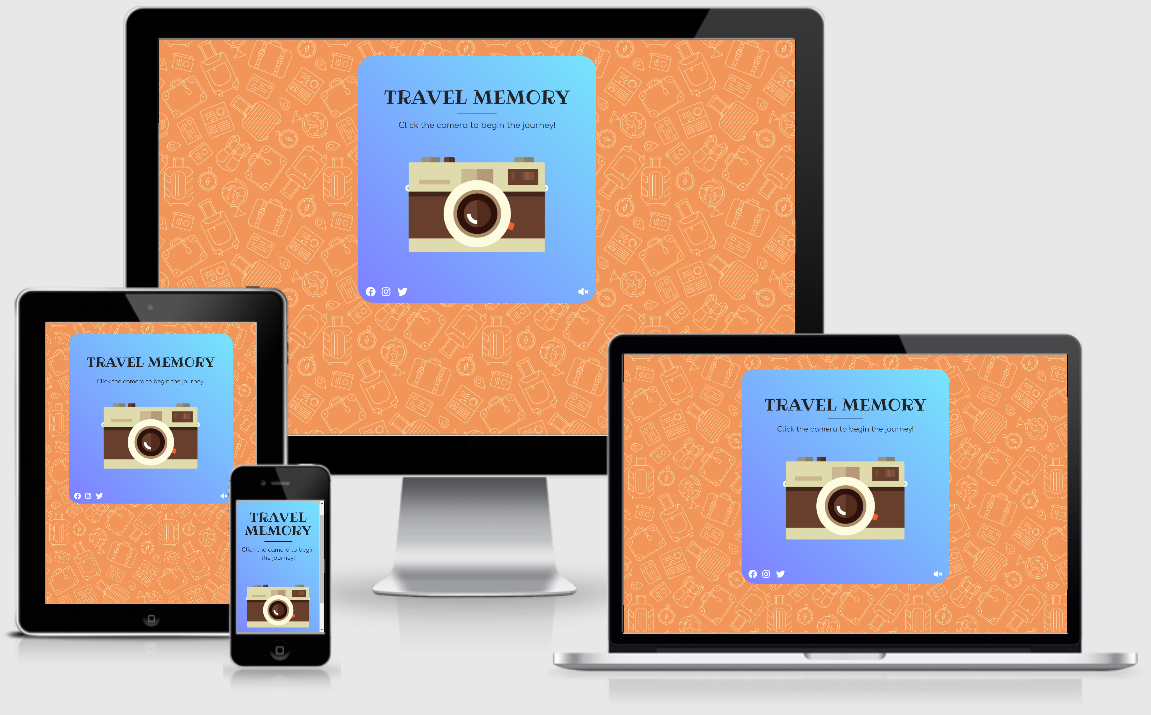 TRAVEL MEMORY
Click the camera to begin the journey!
TRAVEL MEMORY
Click the camera to begin the journey
TRAVEL
MEMORY
Click the camera to begin
the journey!
TRAVEL MEMORY
Click the camera to begin the journey!